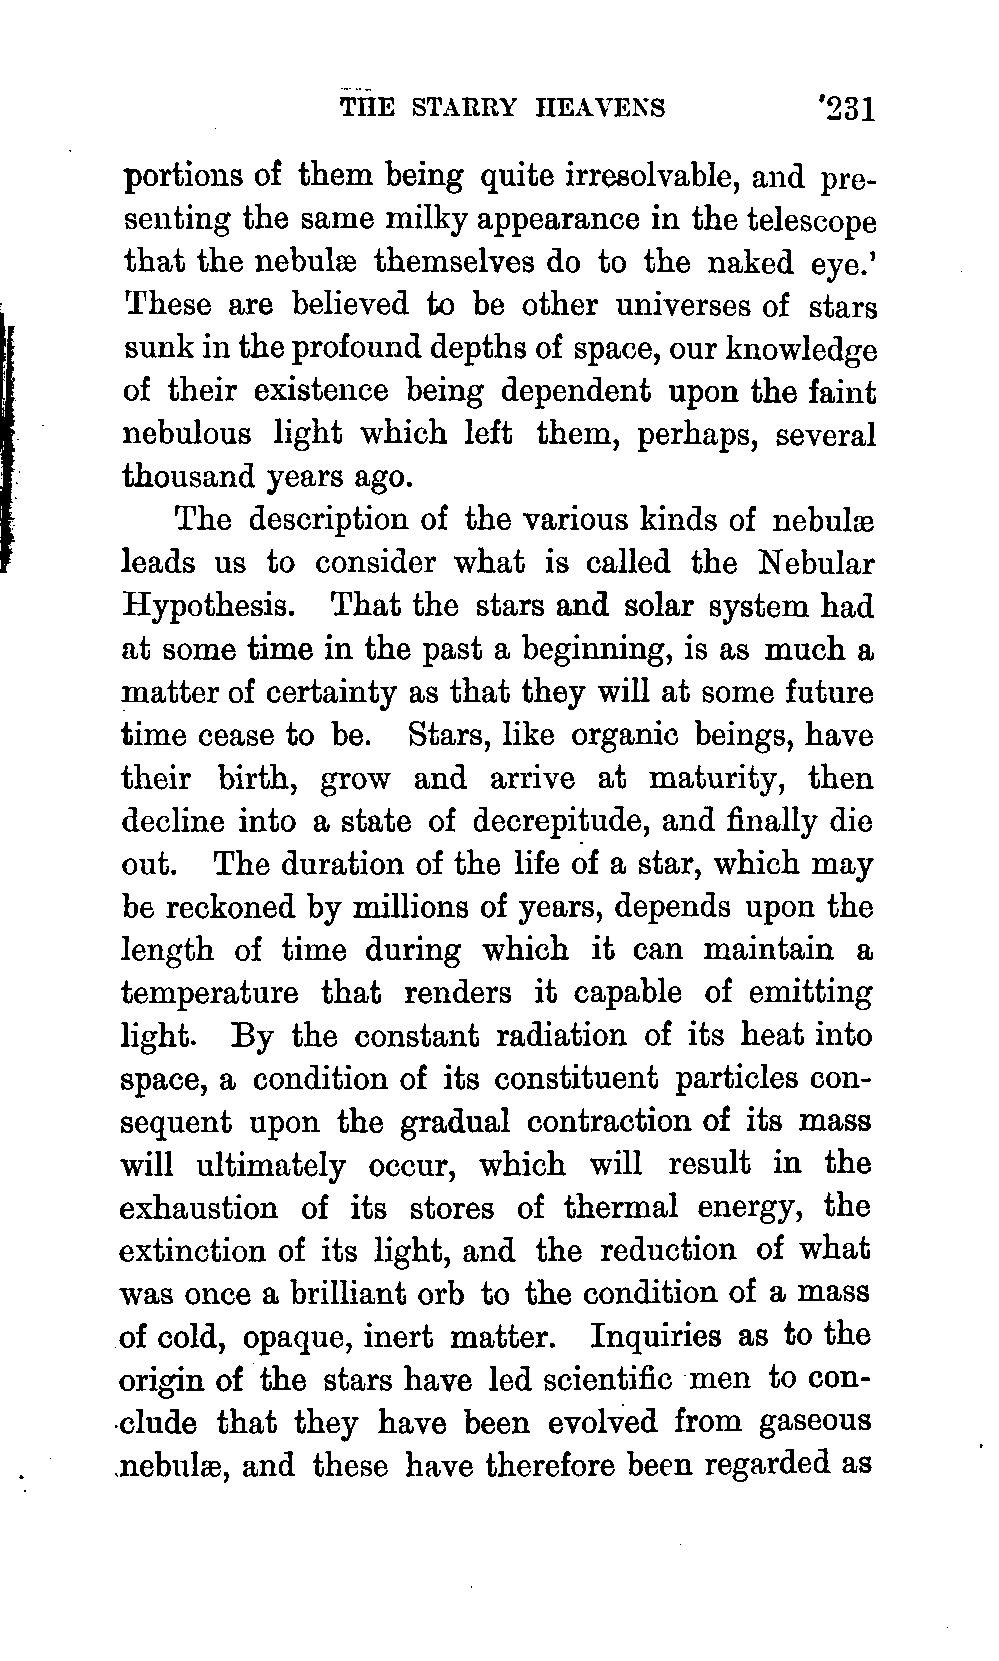 THE STARRY HEAVENS 231
portions of them being quite irresolvable, and pre-
senting the same milky appearance in the telescope
that the nebulæ themselves do to the naked eye.'
These are believed to be other universes of stars
sunk in the profound depths of space, our knowledge
of their existence being dependent upon the faint
nebulous light which left them, perhaps, several
thousand years ago.
The description of the various kinds of nebulæ
leads us to consider what is called the Nebular
Hypothesis. That the stars and solar system had
at some time in the past a beginning, is as much a
matter of certainty as that they will at some future
time cease to be. Stars, like organic beings, have
their birth, grow and arrive at maturity, then
decline into a state of decrepitude, and finally die
out. The duration of the life of a star, which may
be reckoned by millions of years, depends upon the
length of time during which it can maintain a
temperature that renders it capable of emitting
light. By the constant radiation of its heat into
space, a condition of its constituent particles con-
sequent upon the gradual contraction of its mass
will ultimately occur, which will result in the
exhaustion of its stores of thermal energy, the
extinction of its light, and the reduction of what
was once a brilliant orb to the condition of a mass
of cold, opaque, inert matter. Inquiries as to the
origin of the stars have led scientific men to con-
clude that they have been evolved from gaseous
nebulæ, and these have therefore been regarded as